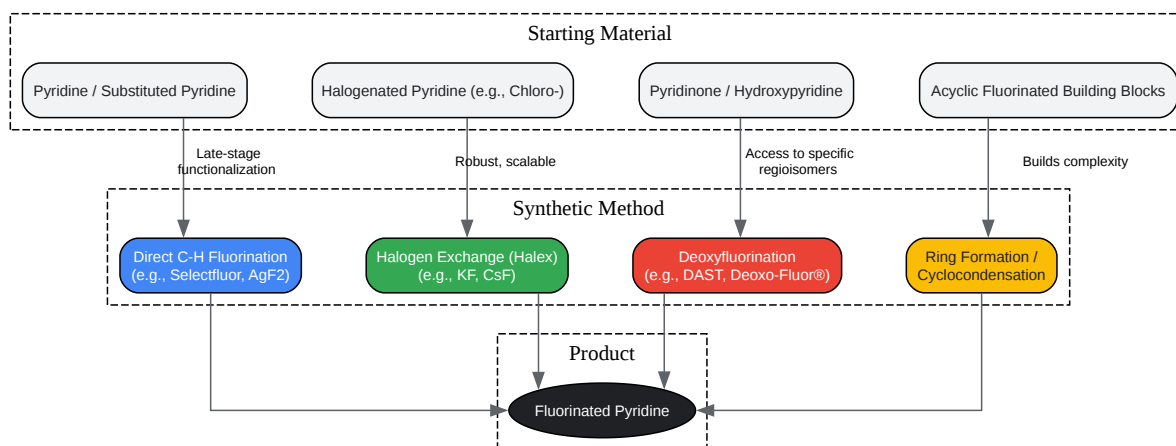 Starting Material
Pyridine / Substituted Pyridine
Halogenated Pyridine (e.g., Chloro-)
Pyridinone / Hydroxypyridine
Acyclic Fluorinated Building Blocks
Late-stage
functionalization
Robust, scalable
Access to specific
regioisomers
Builds complexity
Synthetic Method
Direct C-H Fluorination
(e.g., Selectfluor, AgF2)
Halogen Exchange (Halex)
(e.g., KF, CsF)
Deoxyfluorination
(e.g., DAST, Deoxo-Fluor®)
Ring Formation /
Cyclocondensation
Product
Fluorinated Pyridine